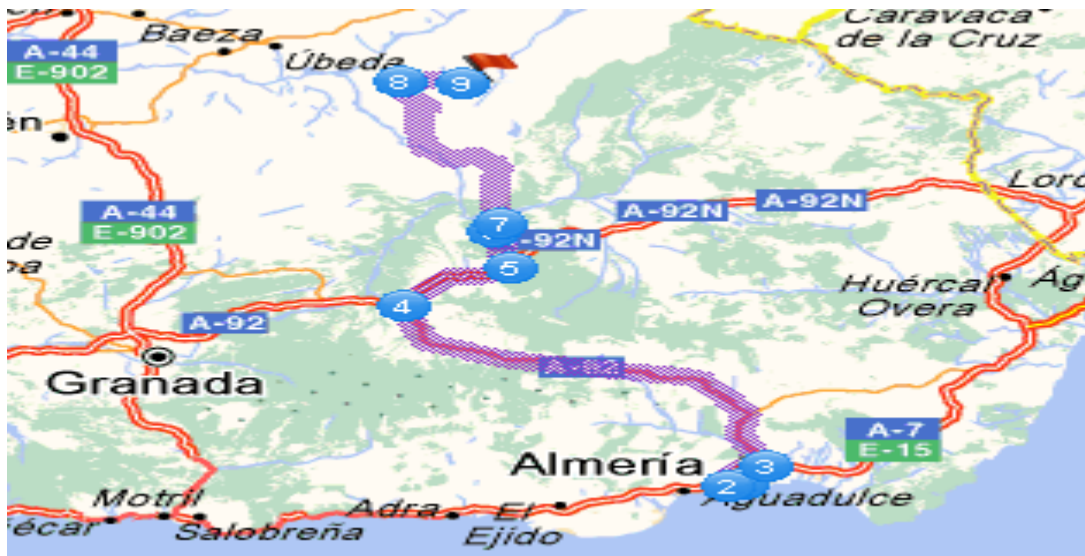 Caravaca
de la Cruz
Baeza
A-44
E-902
Úbeda
8
9
én
A-44
E-902
Lorc
A-92N
A-92N
-92N
7
5
de
4
Huércal
Overa
Ág
A-92
Granada
A-92
A-7
E-15
Almería
3
2
Aguadulce
Motril
Adra
El
Ejido
écar
Salobreña